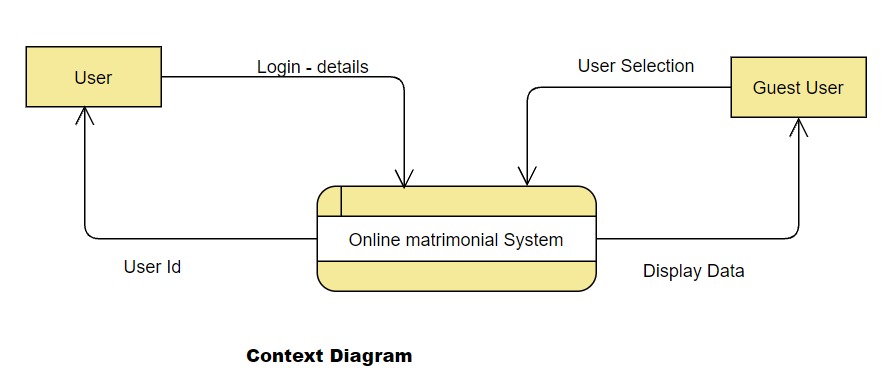 User
Login - details
User Selection
Guest User
Online matrimonial System
User Id
Display Data
Context Diagram